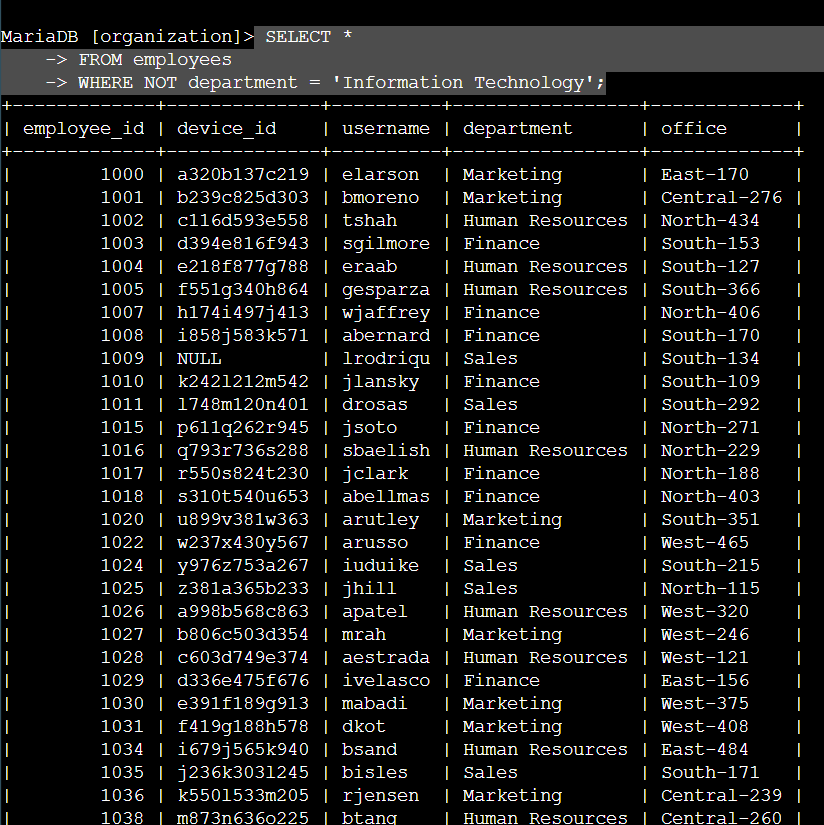 MariaDB [organization]> SELECT *
    -> FROM employees
    -> WHERE NOT department = 'Information Technology';
+-------------+--------------+----------+-----------------+-------------+
| employee_id | device_id    | username | department      | office      |
+-------------+--------------+----------+-----------------+-------------+
|        1000 | a320b137c219 | elarson  | Marketing       | East-170    |
|        1001 | b239c825d303 | bmoreno  | Marketing       | Central-276 |
|        1002 | c116d593e558 | tshah    | Human Resources | North-434   |
|        1003 | d394e816f943 | sgilmore | Finance         | South-153   |
|        1004 | e218f877g788 | eraab    | Human Resources | South-127   |
|        1005 | f551g340h864 | gesparza | Human Resources | South-366   |
|        1007 | h174i497j413 | wjaffrey | Finance         | North-406   |
|        1008 | i858j583k571 | abernard | Finance         | South-170   |
|        1009 | NULL         | lrodriqu | Sales           | South-134   |
|        1010 | k242l212m542 | jlansky  | Finance         | South-109   |
|        1011 | l748m120n401 | drosas   | Sales           | South-292   |
|        1015 | p611q262r945 | jsoto    | Finance         | North-271   |
|        1016 | q793r736s288 | sbaelish | Human Resources | North-229   |
|        1017 | r550s824t230 | jclark   | Finance         | North-188   |
|        1018 | s310t540u653 | abellmas | Finance         | North-403   |
|        1020 | u899v381w363 | arutley  | Marketing       | South-351   |
|        1022 | w237x430y567 | arusso   | Finance         | West-465    |
|        1024 | y976z753a267 | iuduike  | Sales           | South-215   |
|        1025 | z381a365b233 | jhill    | Sales           | North-115   |
|        1026 | a998b568c863 | apatel   | Human Resources | West-320    |
|        1027 | b806c503d354 | mrah     | Marketing       | West-246    |
|        1028 | c603d749e374 | aestrada | Human Resources | West-121    |
|        1029 | d336e475f676 | ivelasco | Finance         | East-156    |
|        1030 | e391f189g913 | mabadi   | Marketing       | West-375    |
|        1031 | f419g188h578 | dkot     | Marketing       | West-408    |
|        1034 | i679j565k940 | bsand    | Human Resources | East-484    |
|        1035 | j236k303l245 | bisles   | Sales           | South-171   |
|        1036 | k550l533m205 | rjensen  | Marketing       | Central-239 |
|        1038 | m873n636o225 | btang    | Human Resources | Central-260 |